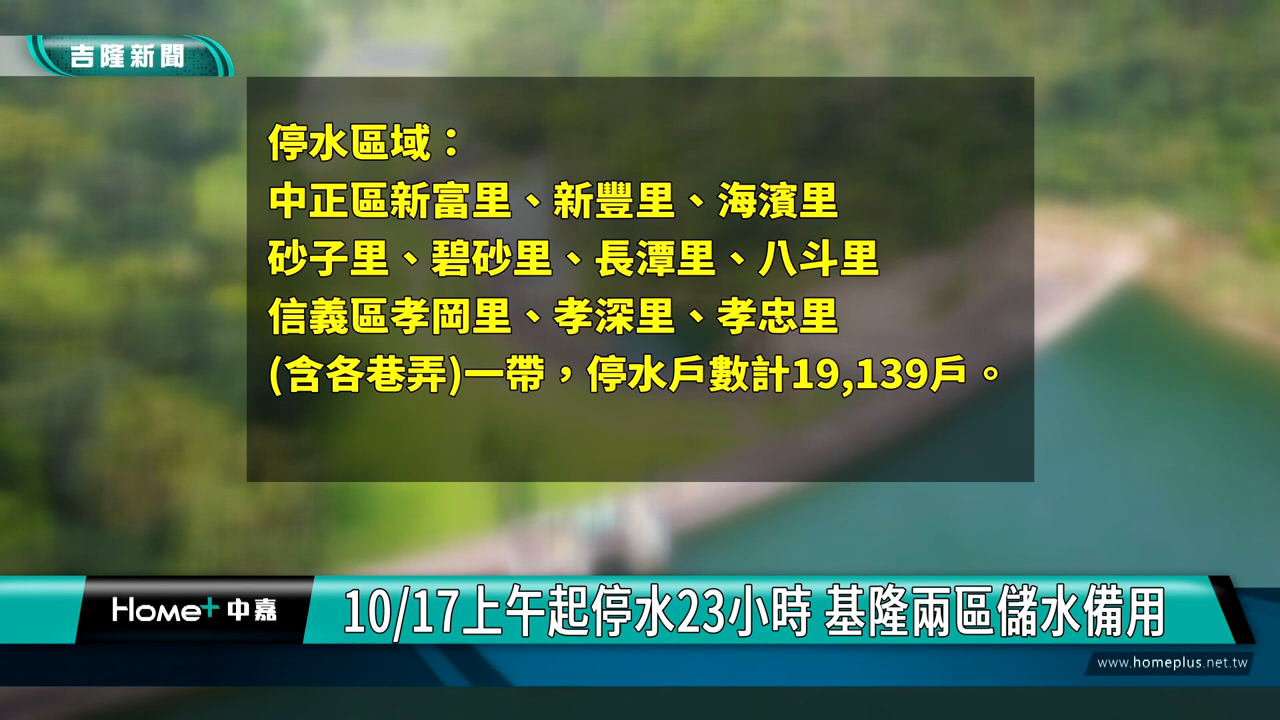 吉隆新聞
停水區域：
中正區新富里、新豐里、海濱里
砂子里、碧砂里、長潭里、八斗里
信義區孝岡里、孝深里、孝忠里
(含各巷弄)一帶，停水戶數計19,139戶。
Home+中嘉
10/17上午起停水23小時 基隆兩區儲水備用
www.homeplus.net.tw